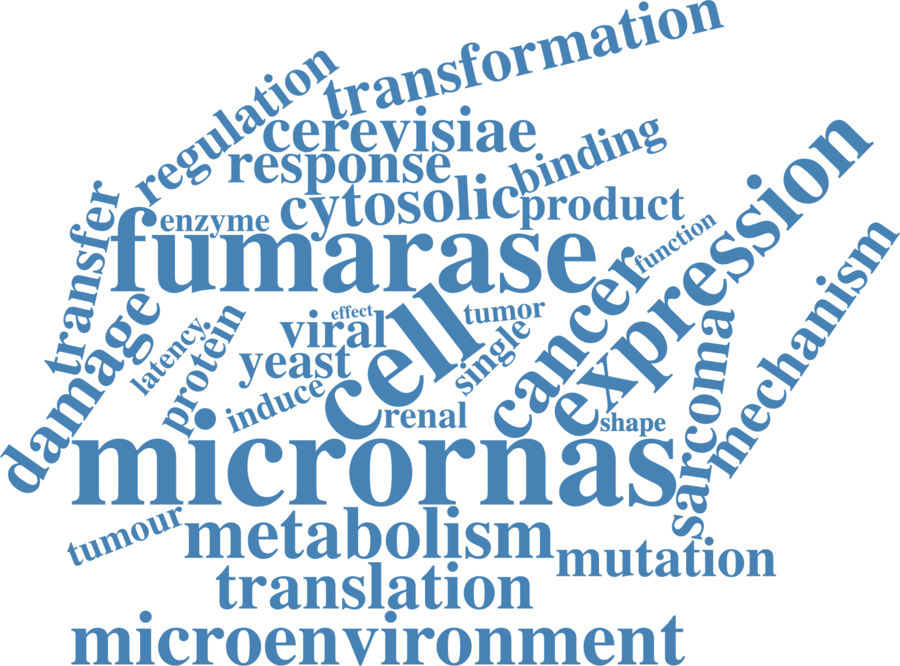 transformation
regulation
cerevisiae
response
binding
transfer
enzyme
cytosolic
product
expression
fumarase
function
mechanism
damage
latency
protein
effect
viral
yeast
cell
tumor
single
cancer
sarcoma
induce
renal
shape
micrornas
tumour
metabolism
mutation
translation
microenvironment